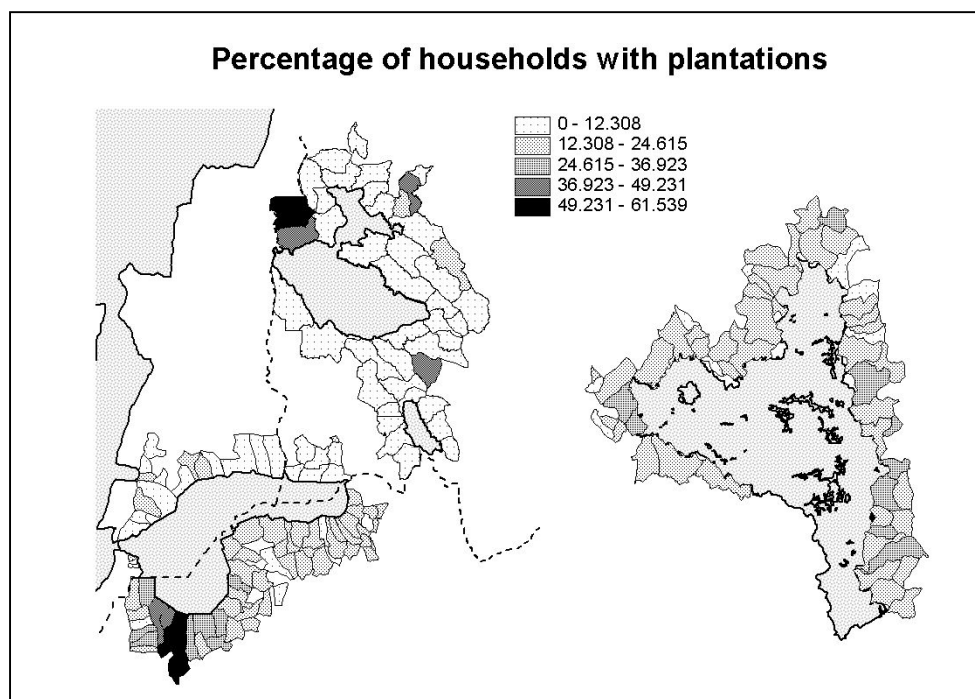 Percentage of households with plantations
0 - 12.308
12.308 - 24.615
24.615 - 36.923
36.923 - 49.231
49.231 - 61.539